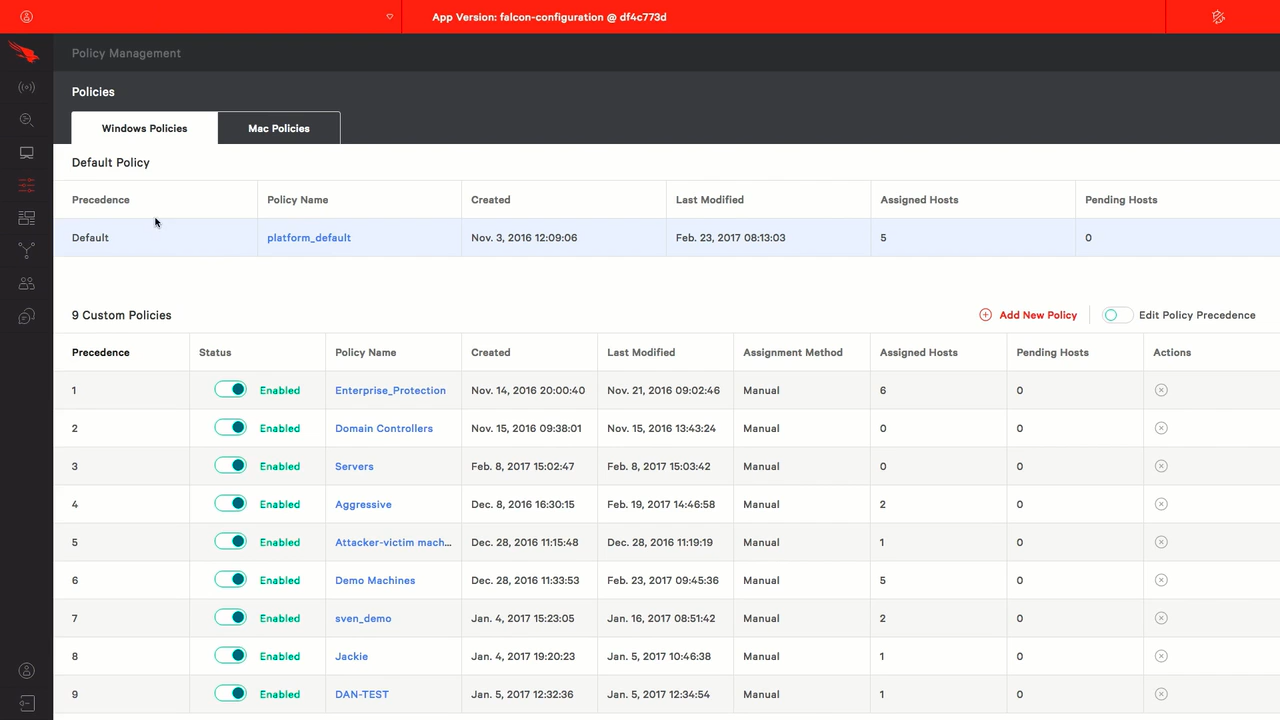 App Version: falcon-configuration @ df4c773d
Policy Management
Policies
Windows Policies Mac Policies
Default Policy
Precedence Policy Name Created Last Modified Assigned Hosts Pending Hosts
Default platform_default Nov. 3, 2016 12:09:06 Feb. 23, 2017 08:13:03 5 0
9 Custom Policies Add New Policy Edit Policy Precedence
Precedence Status Policy Name Created Last Modified Assignment Method Assigned Hosts Pending Hosts Actions
1 Enabled Enterprise_Protection Nov. 14, 2016 20:00:40 Nov. 21, 2016 09:02:46 Manual 6 0
2 Enabled Domain Controllers Nov. 15, 2016 09:38:01 Nov. 15, 2016 13:43:24 Manual 0 0
3 Enabled Servers Feb. 8, 2017 15:02:47 Feb. 8, 2017 15:03:42 Manual 0 0
4 Enabled Aggressive Dec. 8, 2016 16:30:15 Feb. 19, 2017 14:46:58 Manual 2 0
5 Enabled Attacker-victim mach... Dec. 28, 2016 11:15:48 Dec. 28, 2016 11:19:19 Manual 1 0
6 Enabled Demo Machines Dec. 28, 2016 11:33:53 Feb. 23, 2017 09:45:36 Manual 5 0
7 Enabled sven_demo Jan. 4, 2017 15:23:05 Jan. 16, 2017 08:51:42 Manual 2 0
8 Enabled Jackie Jan. 4, 2017 19:20:23 Jan. 5, 2017 10:46:38 Manual 1 0
9 Enabled DAN-TEST Jan. 5, 2017 12:32:36 Jan. 5, 2017 12:34:54 Manual 1 0